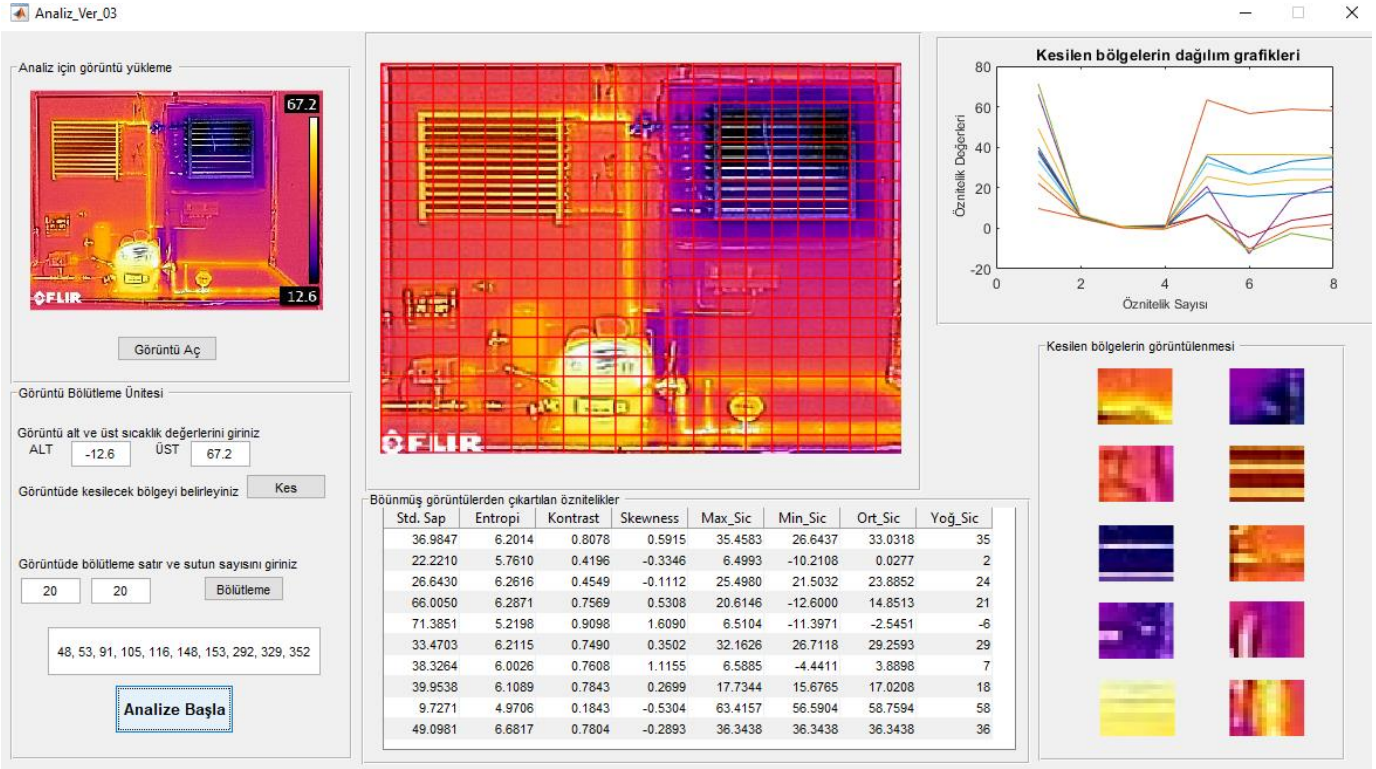 Analiz_Ver_03
Analiz için görüntü yükleme
67.2
12.6
FLIR
Görüntü Aç
Görüntü Bölütleme Ünitesi
Görüntü alt ve üst sıcaklık değerlerini giriniz
ALT -12.6 ÜST 67.2
Görüntüde kesilecek bölgeyi belirleyiniz Kes
Görüntüde bölütleme satır ve sutun sayısını giriniz
20 20 Bölütleme
48, 53, 91, 105, 116, 148, 153, 292, 329, 352
Analize Başla
FLIR
Böünmüş görüntülerden çıkartılan öznitelikler
Std. Sap Entropi Kontrast Skewness Max_Sic Min_Sic Ort_Sic Yoğ_Sic
36.9847 6.2014 0.8078 0.5915 35.4583 26.6437 33.0318 35
22.2210 5.7610 0.4196 -0.3346 6.4993 -10.2108 0.0277 2
26.6430 6.2616 0.4549 -0.1112 25.4980 21.5032 23.8852 24
66.0050 6.2871 0.7569 0.5308 20.6146 -12.6000 14.8513 21
71.3851 5.2198 0.9098 1.6090 6.5104 -11.3971 -2.5451 -6
33.4703 6.2115 0.7490 0.3502 32.1626 26.7118 29.2593 29
38.3264 6.0026 0.7608 1.1155 6.5885 -4.4411 3.8898 7
39.9538 6.1089 0.7843 0.2699 17.7344 15.6765 17.0208 18
9.7271 4.9706 0.1843 -0.5304 63.4157 56.5904 58.7594 58
49.0981 6.6817 0.7804 -0.2893 36.3438 36.3438 36.3438 36
Kesilen bölgelerin dağılım grafikleri
Öznitelik Değerleri
80
60
40
20
0
-20
0 2 4 6 8
Öznitelik Sayısı
Kesilen bölgelerin görüntülenmesi